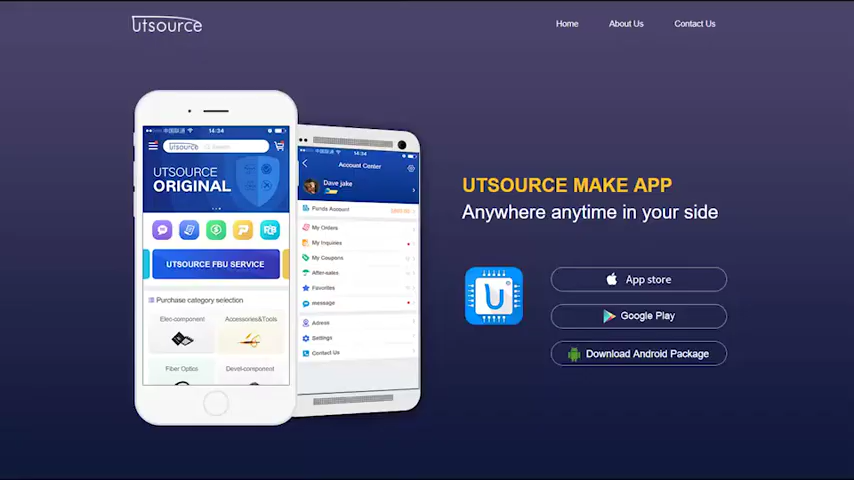 utsource
Home
About Us
Contact Us
14:34
utsource
Search
UTSOURCE
ORIGINAL
UTSOURCE FBU SERVICE
Purchase category selection
Elec-component
Accessories&Tools
Fiber Optics
Devel-component
14:34
Account Center
Dave jake
Funds Account
My Orders
My Inquiries
My Coupons
After-sales
Favorites
message
Adress
Settings
Contact Us
UTSOURCE MAKE APP
Anywhere anytime in your side
U
App store
Google Play
Download Android Package